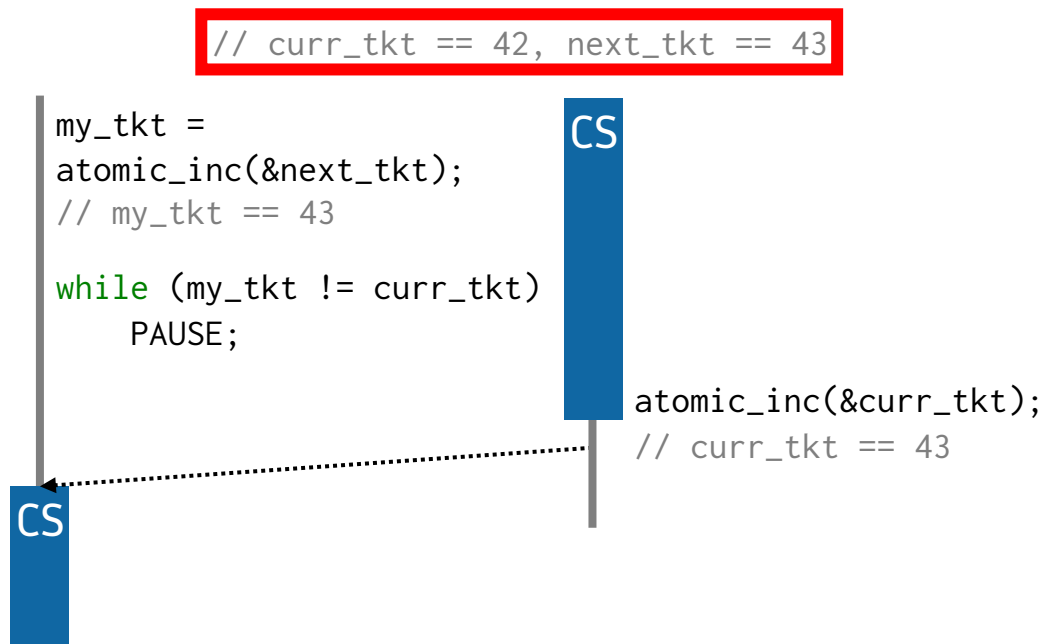 // curr_tkt == 42, next_tkt == 43
my_tkt =
atomic_inc(&next_tkt);
// my_tkt == 43
while (my_tkt != curr_tkt)
PAUSE;
CS
atomic_inc(&curr_tkt);
// curr_tkt == 43
CS